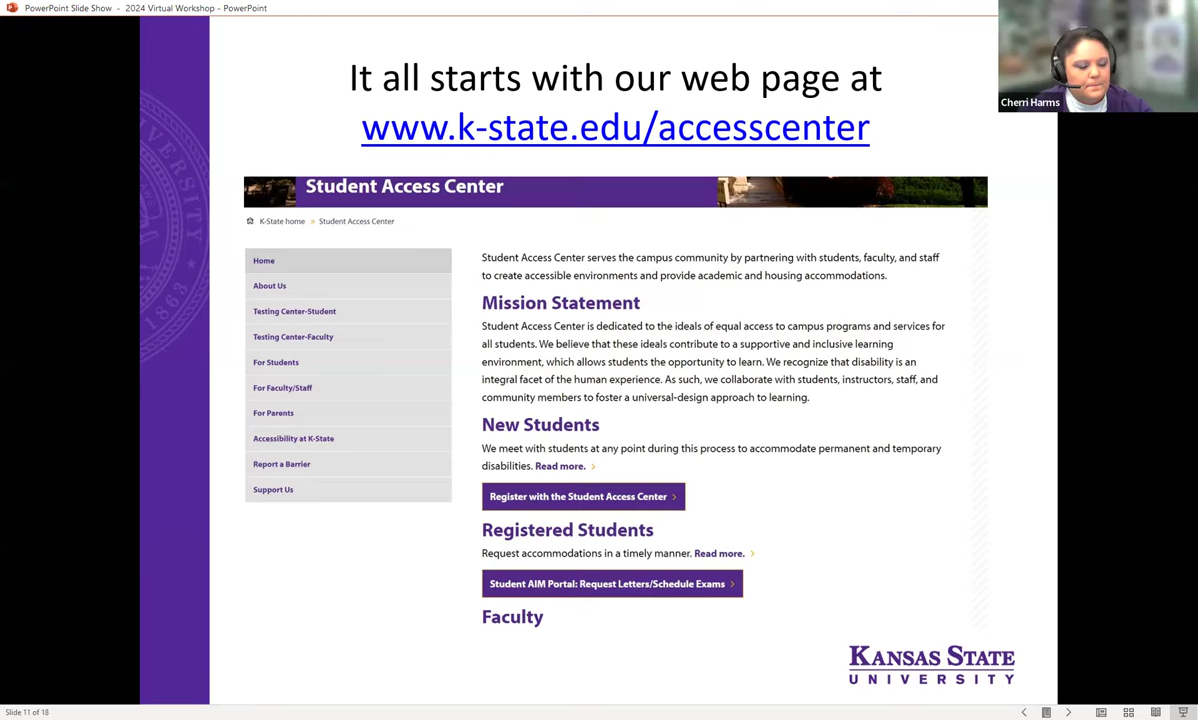 PowerPoint Slide Show - 2024 Virtual Workshop - PowerPoint
It all starts with our web page at
www.k-state.edu/accesscenter
Cherri Harms
Student Access Center
K-State home > Student Access Center
Home
About Us
Testing Center-Student
Testing Center-Faculty
For Students
For Faculty/Staff
For Parents
Accessibility at K-State
Report a Barrier
Support Us
Student Access Center serves the campus community by partnering with students, faculty, and staff
to create accessible environments and provide academic and housing accommodations.
Mission Statement
Student Access Center is dedicated to the ideals of equal access to campus programs and services for
all students. We believe that these ideals contribute to a supportive and inclusive learning
environment, which allows students the opportunity to learn. We recognize that disability is an
integral facet of the human experience. As such, we collaborate with students, instructors, staff, and
community members to foster a universal-design approach to learning.
New Students
We meet with students at any point during this process to accommodate permanent and temporary
disabilities. Read more. >
Register with the Student Access Center >
Registered Students
Request accommodations in a timely manner. Read more. >
Student AIM Portal: Request Letters/Schedule Exams >
Faculty
KANSAS STATE
UNIVERSITY
1863
Slide 11 of 18